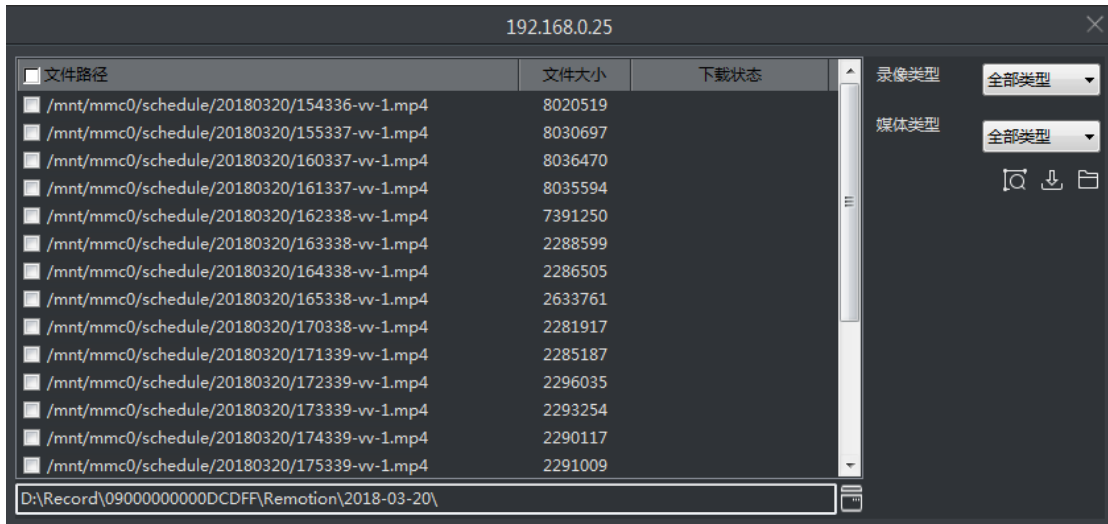 192.168.0.25
文件路径 文件大小 下载状态 录像类型 全部类型
/mnt/mmc0/schedule/20180320/154336-vv-1.mp4 8020519
/mnt/mmc0/schedule/20180320/155337-vv-1.mp4 8030697 媒体类型 全部类型
/mnt/mmc0/schedule/20180320/160337-vv-1.mp4 8036470
/mnt/mmc0/schedule/20180320/161337-vv-1.mp4 8035594
/mnt/mmc0/schedule/20180320/162338-vv-1.mp4 7391250
/mnt/mmc0/schedule/20180320/163338-vv-1.mp4 2288599
/mnt/mmc0/schedule/20180320/164338-vv-1.mp4 2286505
/mnt/mmc0/schedule/20180320/165338-vv-1.mp4 2633761
/mnt/mmc0/schedule/20180320/170338-vv-1.mp4 2281917
/mnt/mmc0/schedule/20180320/171339-vv-1.mp4 2285187
/mnt/mmc0/schedule/20180320/172339-vv-1.mp4 2296035
/mnt/mmc0/schedule/20180320/173339-vv-1.mp4 2293254
/mnt/mmc0/schedule/20180320/174339-vv-1.mp4 2290117
/mnt/mmc0/schedule/20180320/175339-vv-1.mp4 2291009
D:\Record\09000000000DCDFF\Remotion\2018-03-20\